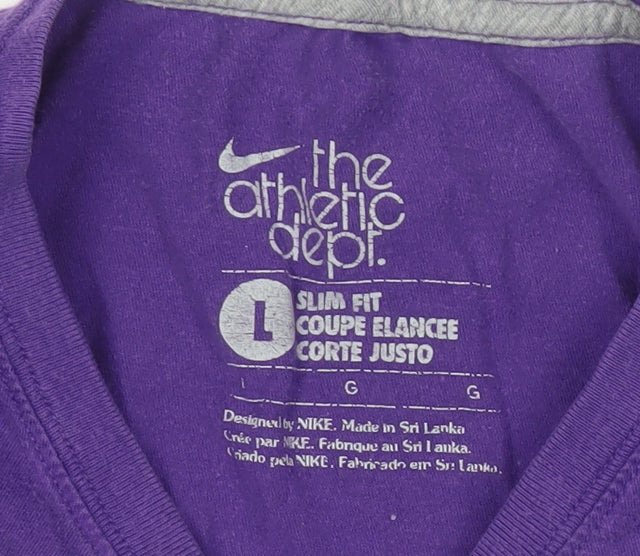 the
athletic
dept.
L
SLIM FIT
COUPE ELANCEE
CORTE JUSTO
L G G
Designed by NIKE. Made in Sri Lanka
Créé par NIKE. Fabriqué au Sri Lanka.
Criado pela NIKE. Fabricado em Sri Lanka.